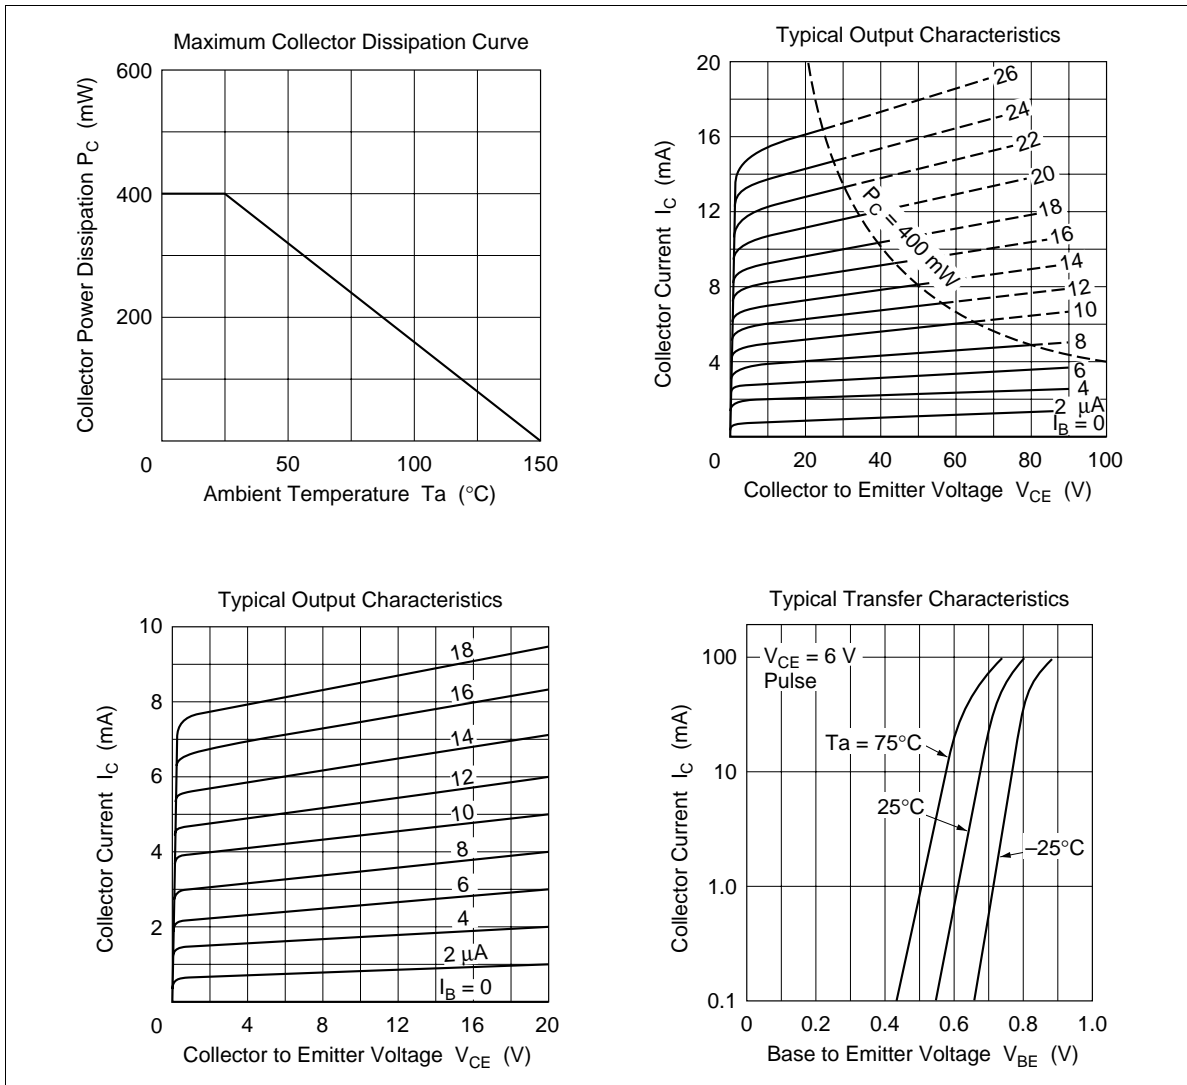 Maximum Collector Dissipation Curve
600
400
200
0
50
100
150
Collector Power Dissipation P_C (mW)
Ambient Temperature Ta (°C)
Typical Output Characteristics
20
16
12
8
4
0
20
40
60
80
100
Collector Current I_C (mA)
Collector to Emitter Voltage V_CE (V)
26
24
22
20
18
16
14
12
10
8
6
4
2 μA
I_B = 0
P_C = 400 mW
Typical Output Characteristics
10
8
6
4
2
0
4
8
12
16
20
Collector Current I_C (mA)
Collector to Emitter Voltage V_CE (V)
18
16
14
12
10
8
6
4
2 μA
I_B = 0
Typical Transfer Characteristics
100
10
1.0
0.1
0
0.2
0.4
0.6
0.8
1.0
Collector Current I_C (mA)
Base to Emitter Voltage V_BE (V)
V_CE = 6 V
Pulse
Ta = 75°C
25°C
–25°C